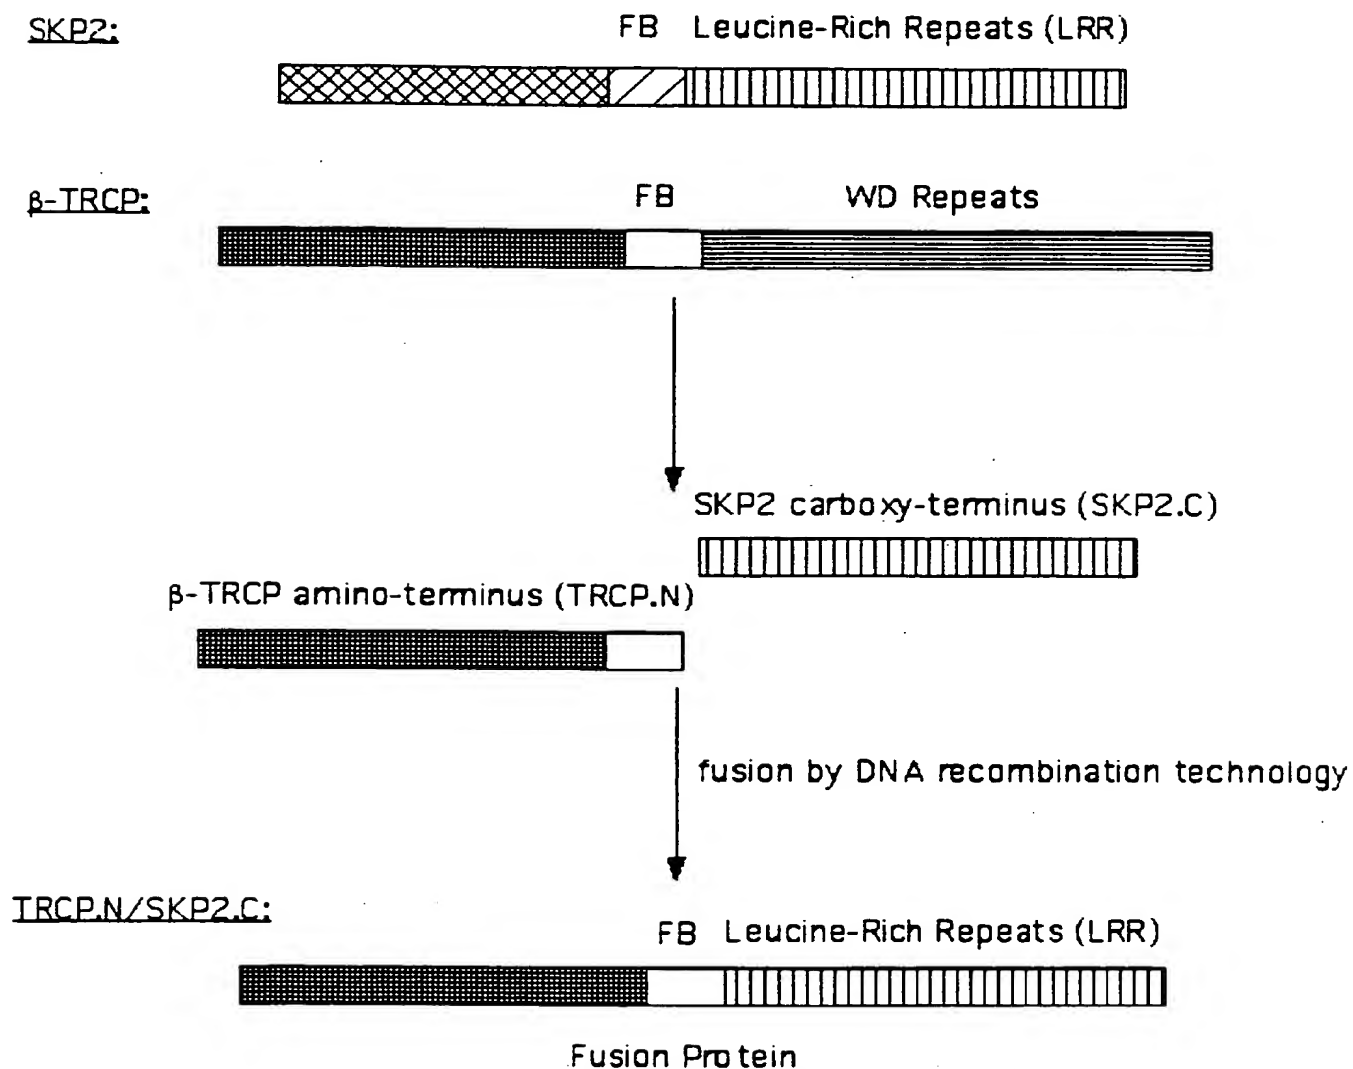 SKP2: FB Leucine-Rich Repeats (LRR)
β-TRCP: FB WD Repeats
SKP2 carboxy-terminus (SKP2.C)
β-TRCP amino-terminus (TRCP.N)
fusion by DNA recombination technology
TRCP.N/SKP2.C:
FB Leucine-Rich Repeats (LRR)
Fusion Protein